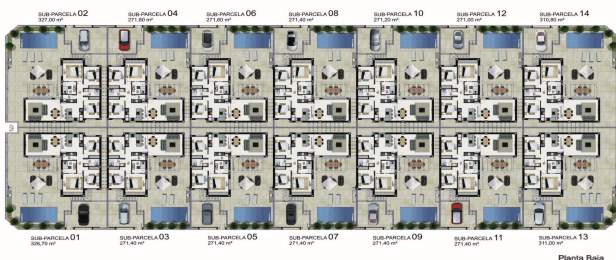 SUB-PARCELA 02
327,00 m²
SUB-PARCELA 04
271,80 m²
SUB-PARCELA 06
271,60 m²
SUB-PARCELA 08
271,40 m²
SUB-PARCELA 10
271,20 m²
SUB-PARCELA 12
271,00 m²
SUB-PARCELA 14
310,80 m²
SUB-PARCELA 01
326,70 m²
SUB-PARCELA 03
271,40 m²
SUB-PARCELA 05
271,40 m²
SUB-PARCELA 07
271,40 m²
SUB-PARCELA 09
271,40 m²
SUB-PARCELA 11
271,40 m²
SUB-PARCELA 13
311,00 m²
Planta Baja